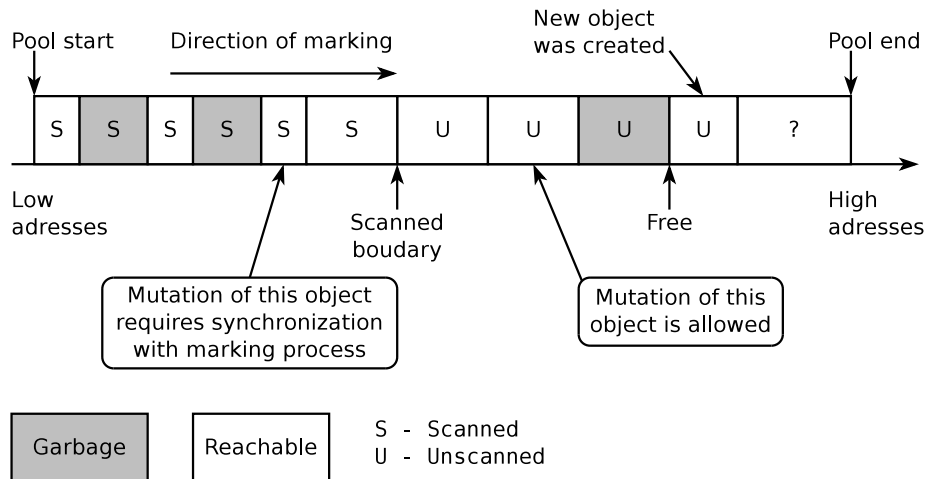 New object
was created
Pool start
Direction of marking
Pool end
S S S S S S U U U U ?
Low
adresses
Scanned
boudary
Free
High
adresses
Mutation of this object
requires synchronization
with marking process
Mutation of this
object is allowed
Garbage
Reachable
S - Scanned
U - Unscanned